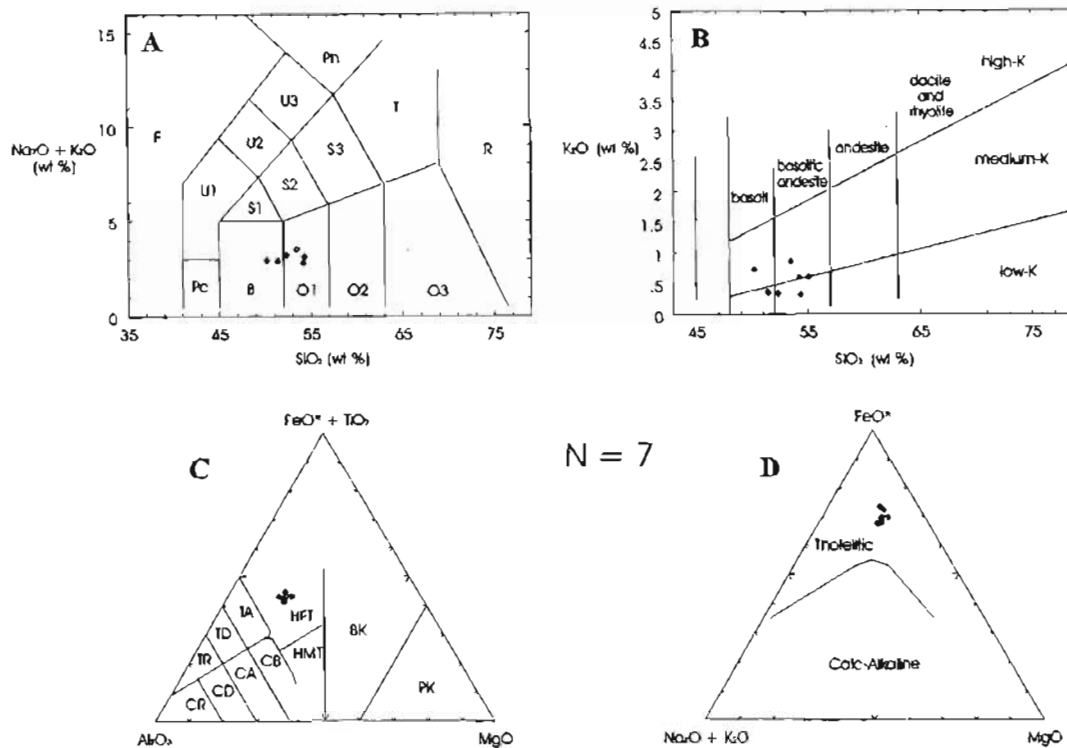 A
15
10
5
0
Na₂O + K₂O
(wt %)
F
Pn
U3
U2
U1
T
S3
S2
S1
R
Pc
B
O1
O2
O3
35
45
55
65
75
SiO₂ (wt %)
B
5
4.5
4
3.5
3
2.5
2
1.5
1
.5
0
K₂O (wt %)
high-K
dacite
and
rhyolite
andesite
basaltic
andesite
basalt
medium-K
low-K
45
55
65
75
SiO₂ (wt %)
C
FeO* + TiO₂
TA
HFT
BK
TD
TR
CB
HMT
CA
CD
CR
PK
Al₂O₃
MgO
N = 7
D
FeO*
Tholeiitic
Calc-Alkaline
Na₂O + K₂O
MgO